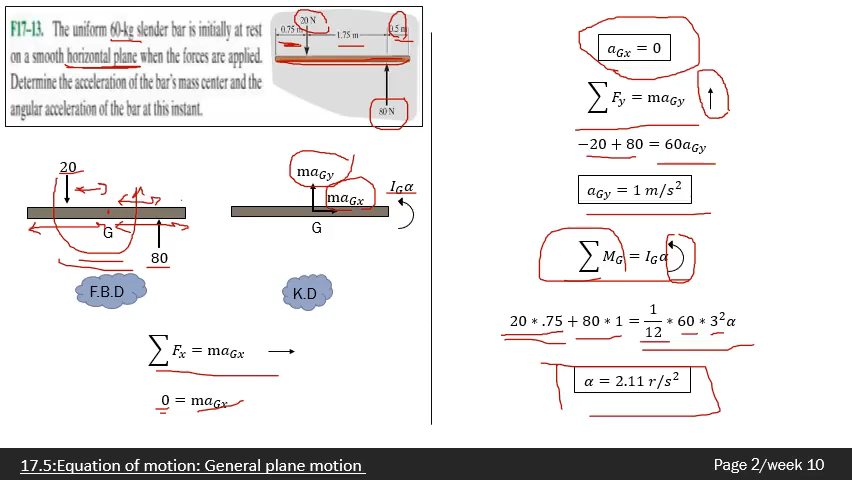 F17–13. The uniform 60-kg slender bar is initially at rest
on a smooth horizontal plane when the forces are applied.
Determine the acceleration of the bar's mass center and the
angular acceleration of the bar at this instant.
20 N
0.75 m
1.75 m
0.5 m
80 N
20
G
80
F.B.D
maGy
maGx
IGα
G
K.D
∑ Fx = maGx
0 = maGx
aGx = 0
∑ Fy = maGy
−20 + 80 = 60aGy
aGy = 1 m/s²
∑ MG = IGα
20 * .75 + 80 * 1 = 1/12 * 60 * 3²α
α = 2.11 r/s²
17.5:Equation of motion: General plane motion
Page 2/week 10